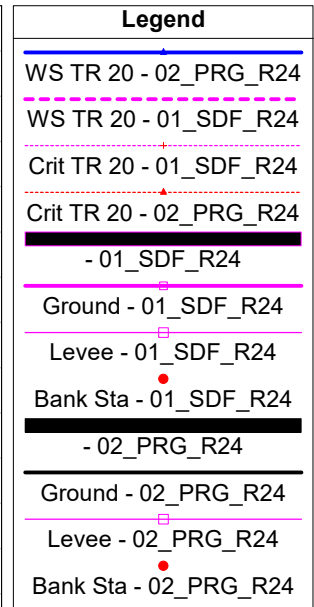 Legend
WS TR 20 - 02_PRG_R24
WS TR 20 - 01_SDF_R24
Crit TR 20 - 01_SDF_R24
Crit TR 20 - 02_PRG_R24
- 01_SDF_R24
Ground - 01_SDF_R24
Levee - 01_SDF_R24
Bank Sta - 01_SDF_R24
- 02_PRG_R24
Ground - 02_PRG_R24
Levee - 02_PRG_R24
Bank Sta - 02_PRG_R24